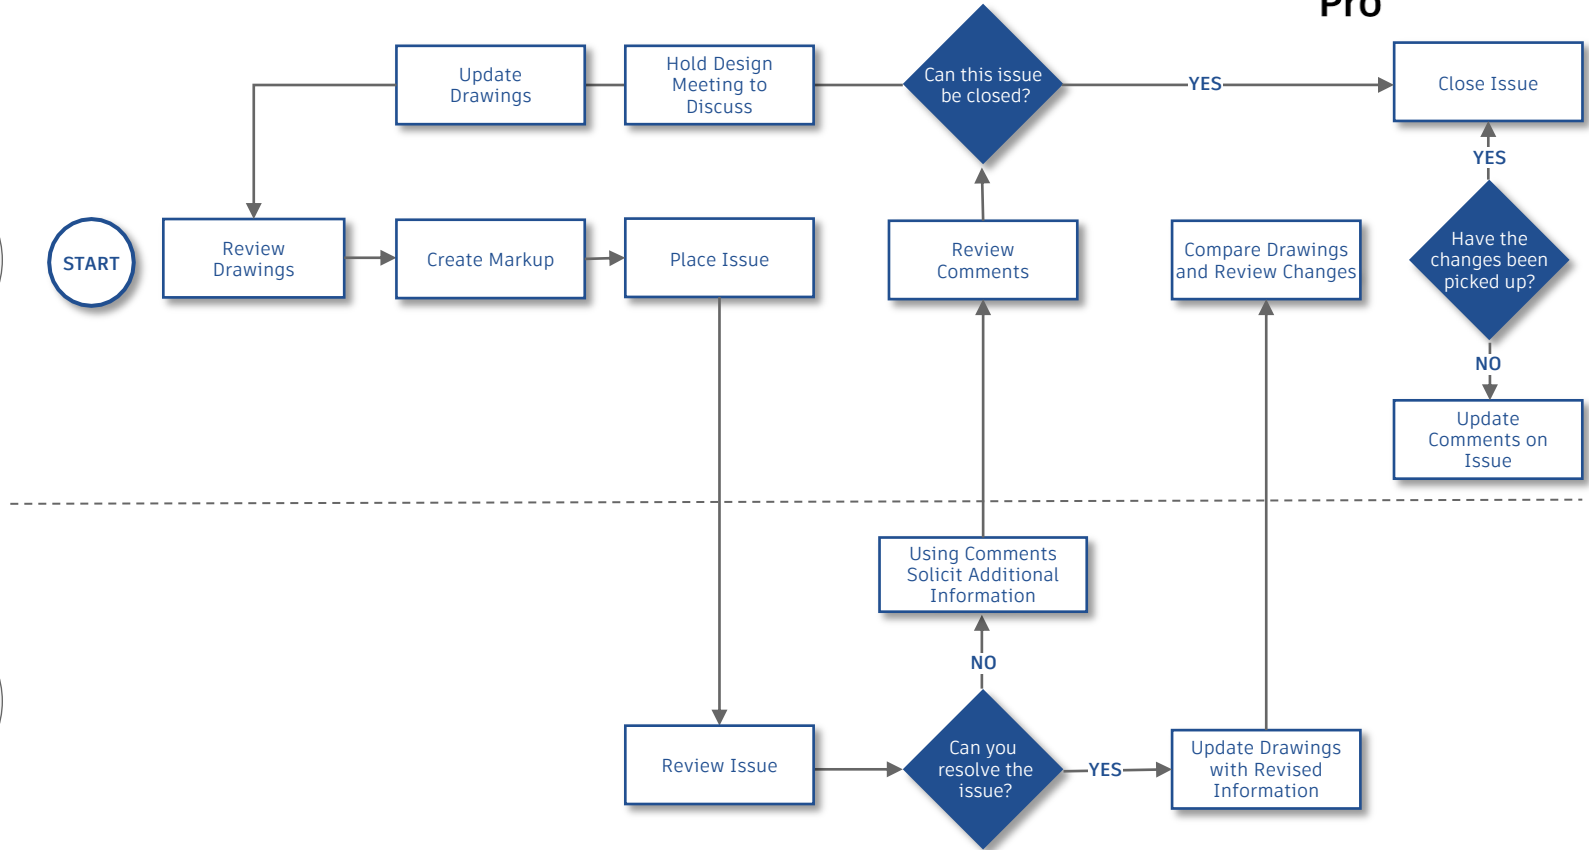 Pro
Update
Drawings
Hold Design
Meeting to
Discuss
Can this issue
be closed?
YES
Close Issue
YES
START
Review
Drawings
Create Markup
Place Issue
Review
Comments
Compare Drawings
and Review Changes
Have the
changes been
picked up?
NO
Update
Comments on
Issue
Using Comments
Solicit Additional
Information
NO
Review Issue
Can you
resolve the
issue?
YES
Update Drawings
with Revised
Information